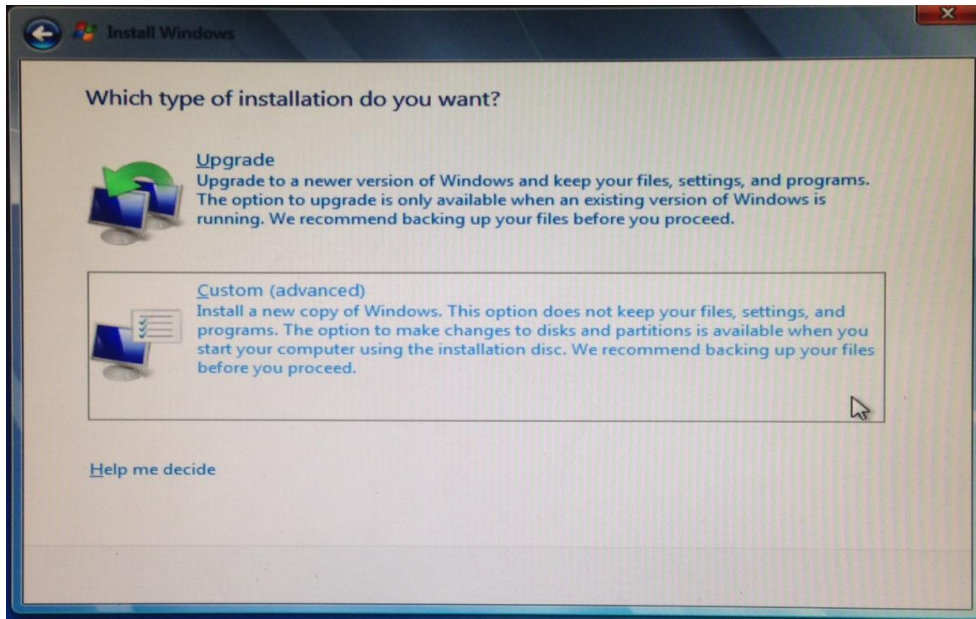 Install Windows
Which type of installation do you want?
Upgrade
Upgrade to a newer version of Windows and keep your files, settings, and programs.
The option to upgrade is only available when an existing version of Windows is
running. We recommend backing up your files before you proceed.
Custom (advanced)
Install a new copy of Windows. This option does not keep your files, settings, and
programs. The option to make changes to disks and partitions is available when you
start your computer using the installation disc. We recommend backing up your files
before you proceed.
Help me decide